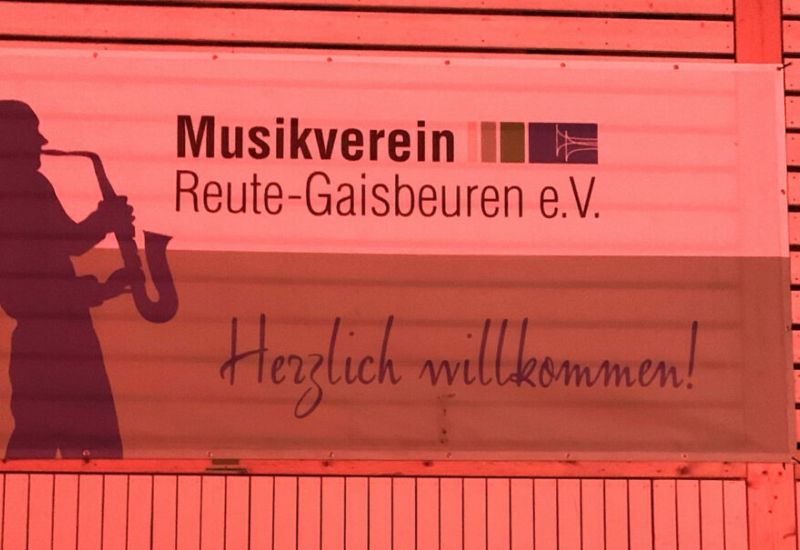 Musikverein
Reute-Gaisbeuren e.V.
Herzlich willkommen!